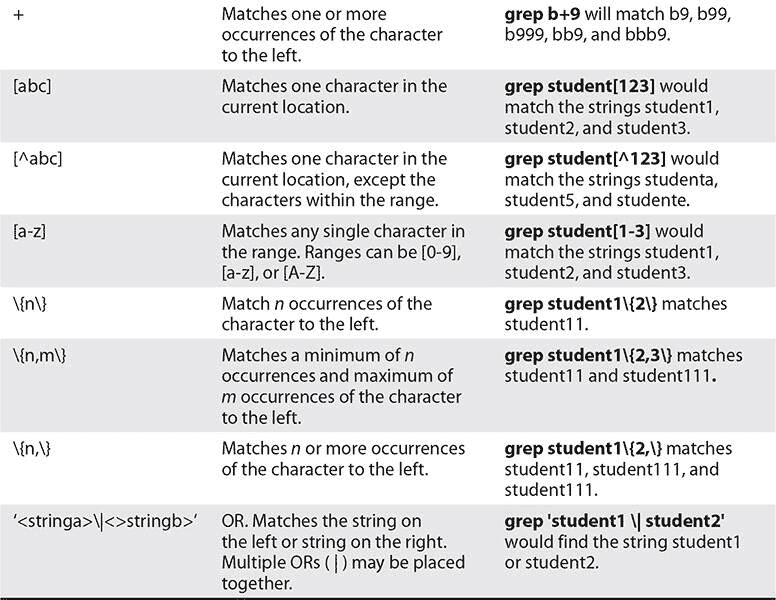 +
Matches one or more
occurrences of the character
to the left.
grep b+9 will match b9, b99,
b999, bb9, and bbb9.
[abc]
Matches one character in the
current location.
grep student[123] would
match the strings student1,
student2, and student3.
[^abc]
Matches one character in the
current location, except the
characters within the range.
grep student[^123] would
match the strings studenta,
student5, and studente.
[a-z]
Matches any single character in
the range. Ranges can be [0-9],
[a-z], or [A-Z].
grep student[1-3] would
match the strings student1,
student2, and student3.
\{n\}
Match n occurrences of the
character to the left.
grep student1\{2\} matches
student11.
\{n,m\}
Matches a minimum of n
occurrences and maximum of
m occurrences of the character
to the left.
grep student1\{2,3\} matches
student11 and student111.
\{n,\}
Matches n or more occurrences
of the character to the left.
grep student1\{2,\} matches
student11, student111, and
student111.
‘<stringa>\|<>stringb>’
OR. Matches the string on
the left or string on the right.
Multiple ORs ( | ) may be placed
together.
grep 'student1 \| student2'
would find the string student1
or student2.